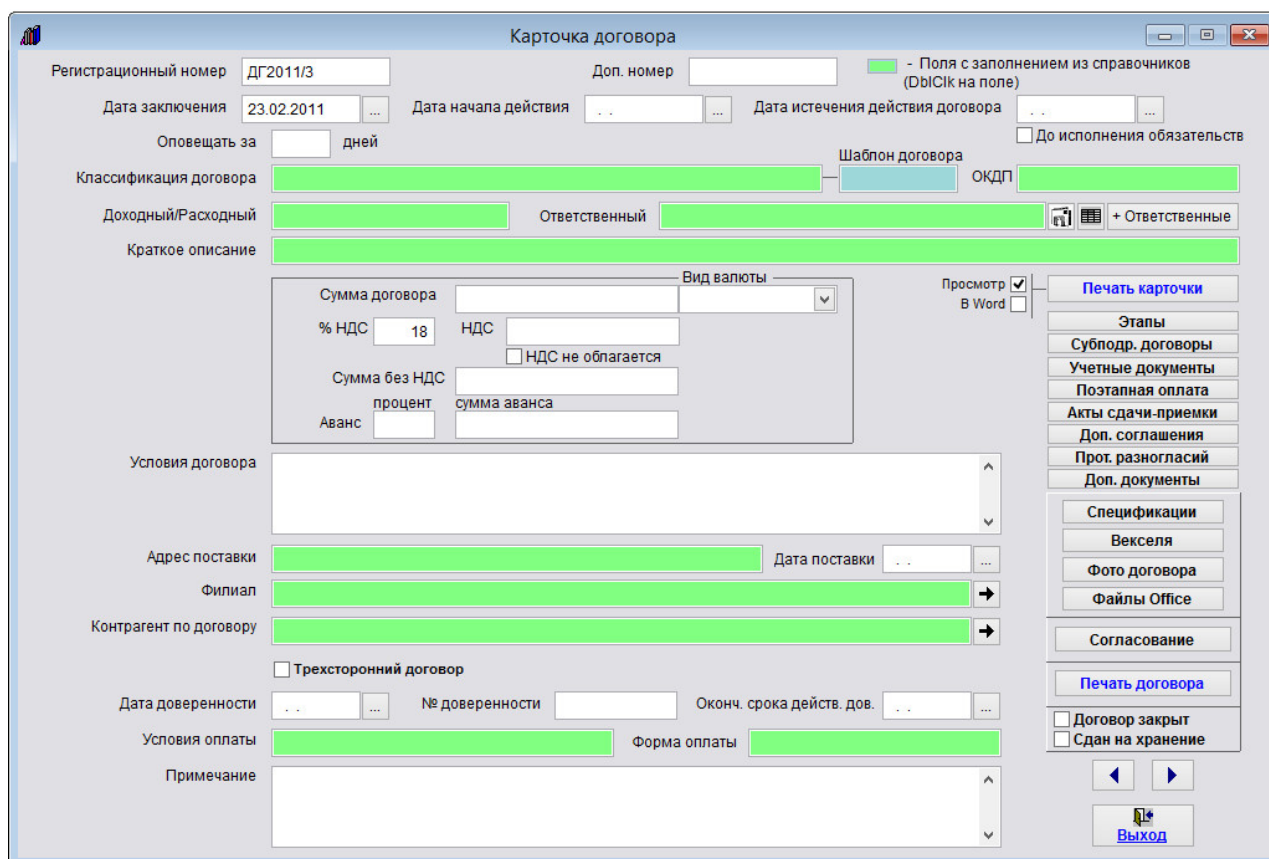 Карточка договора
Регистрационный номер ДГ2011/3 Доп. номер - Поля с заполнением из справочников
(DblClk на поле)
Дата заключения 23.02.2011 ... Дата начала действия . . ... Дата истечения действия договора . . ...
Оповещать за дней До исполнения обязательств
Шаблон договора
Классификация договора ОКДП
Доходный/Расходный Ответственный + Ответственные
Краткое описание
Вид валюты
Сумма договора Просмотр Печать карточки
В Word
% НДС 18 НДС Этапы
Субподр. договоры
НДС не облагается Учетные документы
Сумма без НДС Поэтапная оплата
процент сумма аванса Акты сдачи-приемки
Аванс Доп. соглашения
Условия договора Прот. разногласий
Доп. документы
Спецификации
Векселя
Адрес поставки Дата поставки . . ... Фото договора
Филиал Файлы Office
Контрагент по договору Согласование
Трехсторонний договор Печать договора
Дата доверенности . . ... № доверенности Оконч. срока действ. дов. . . ...
Договор закрыт
Условия оплаты Форма оплаты Сдан на хранение
Примечание
Выход